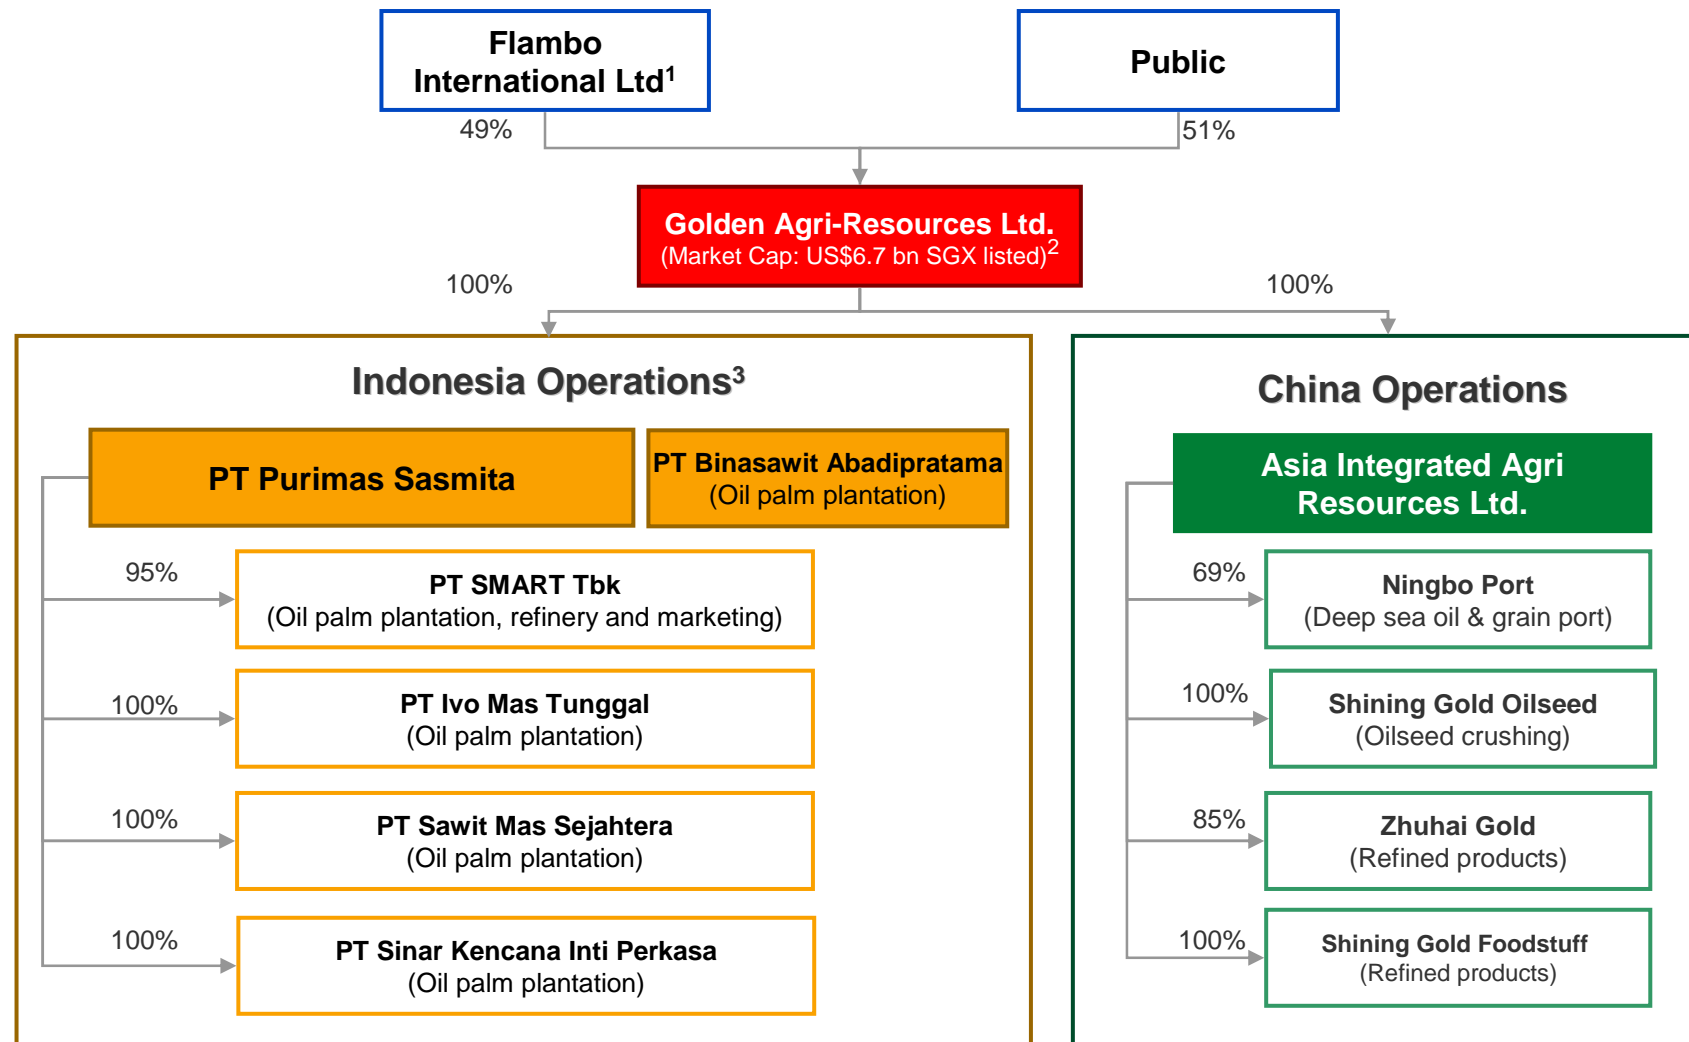 Flambo
International Ltd1
Public
49%
51%
Golden Agri-Resources Ltd.
(Market Cap: US$6.7 bn SGX listed)2
100%
100%
Indonesia Operations3
PT Purimas Sasmita
PT Binasawit Abadipratama
(Oil palm plantation)
95%
PT SMART Tbk
(Oil palm plantation, refinery and marketing)
100%
PT Ivo Mas Tunggal
(Oil palm plantation)
100%
PT Sawit Mas Sejahtera
(Oil palm plantation)
100%
PT Sinar Kencana Inti Perkasa
(Oil palm plantation)
China Operations
Asia Integrated Agri
Resources Ltd.
69%
Ningbo Port
(Deep sea oil & grain port)
100%
Shining Gold Oilseed
(Oilseed crushing)
85%
Zhuhai Gold
(Refined products)
100%
Shining Gold Foodstuff
(Refined products)